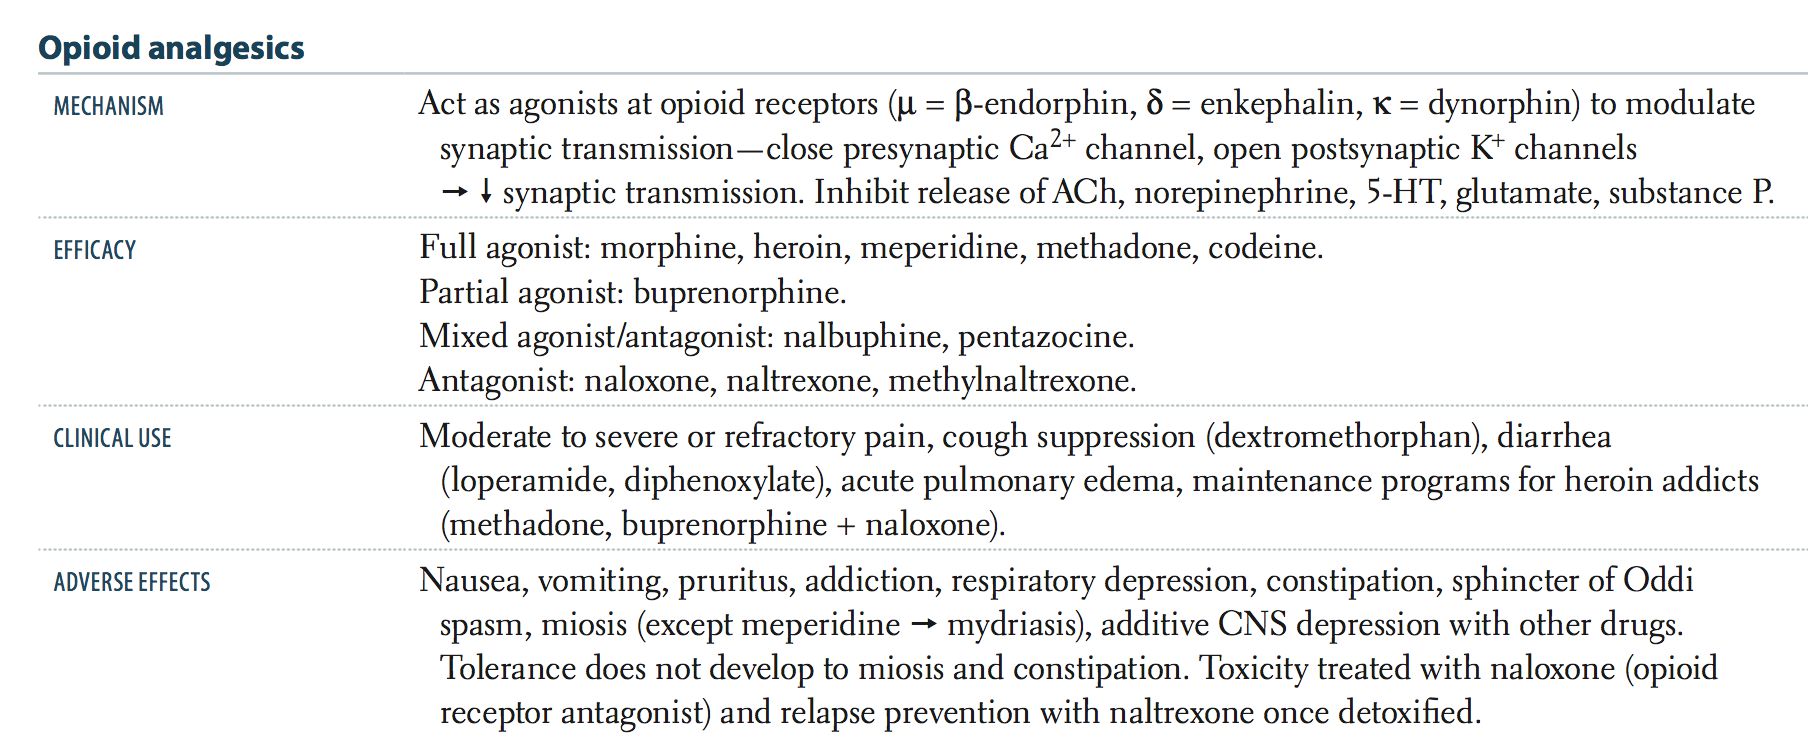 Opioid analgesics
MECHANISM
Act as agonists at opioid receptors (μ = β-endorphin, δ = enkephalin, κ = dynorphin) to modulate
synaptic transmission—close presynaptic Ca²⁺ channel, open postsynaptic K⁺ channels
→ ↓ synaptic transmission. Inhibit release of ACh, norepinephrine, 5-HT, glutamate, substance P.
EFFICACY
Full agonist: morphine, heroin, meperidine, methadone, codeine.
Partial agonist: buprenorphine.
Mixed agonist/antagonist: nalbuphine, pentazocine.
Antagonist: naloxone, naltrexone, methylnaltrexone.
CLINICAL USE
Moderate to severe or refractory pain, cough suppression (dextromethorphan), diarrhea
(loperamide, diphenoxylate), acute pulmonary edema, maintenance programs for heroin addicts
(methadone, buprenorphine + naloxone).
ADVERSE EFFECTS
Nausea, vomiting, pruritus, addiction, respiratory depression, constipation, sphincter of Oddi
spasm, miosis (except meperidine → mydriasis), additive CNS depression with other drugs.
Tolerance does not develop to miosis and constipation. Toxicity treated with naloxone (opioid
receptor antagonist) and relapse prevention with naltrexone once detoxified.